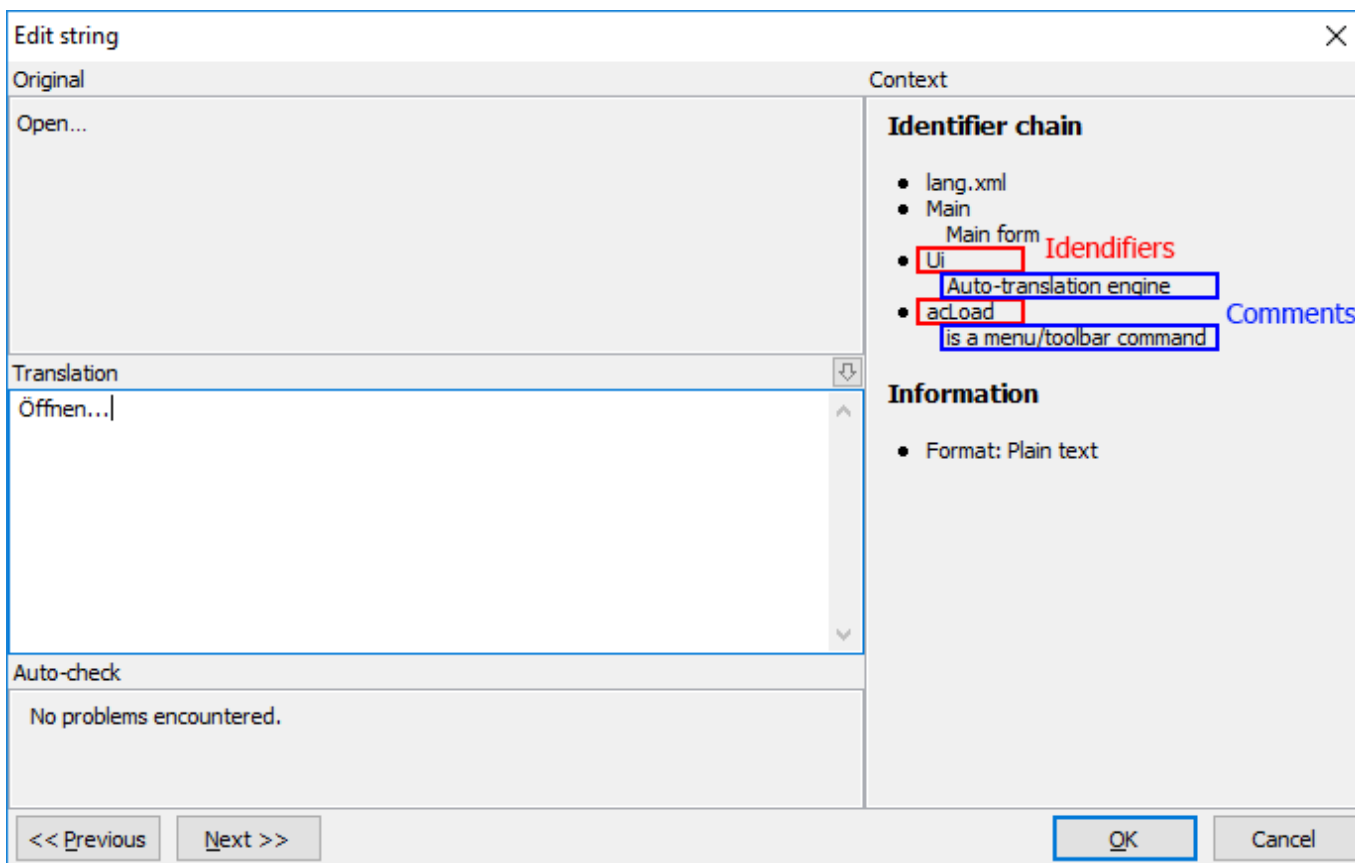 Edit string
Original
Open...
Translation
Öffnen...
Auto-check
No problems encountered.
<< Previous
Next >>
Context
Identifier chain
• lang.xml
• Main
Main form
Idendifiers
• Ui
Auto-translation engine
• acLoad
Comments
is a menu/toolbar command
Information
• Format: Plain text
OK
Cancel